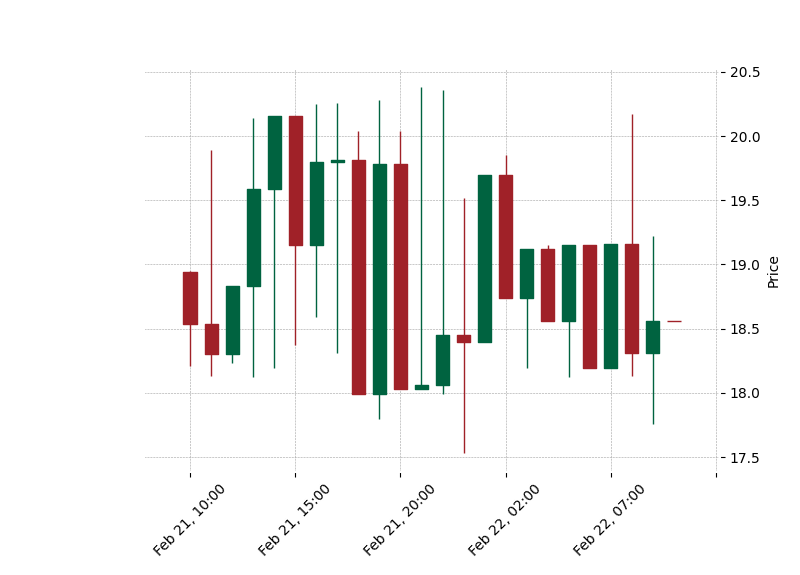 20.5
20.0
19.5
19.0
18.5
18.0
17.5
Price
Feb 21, 10:00
Feb 21, 15:00
Feb 21, 20:00
Feb 22, 02:00
Feb 22, 07:00